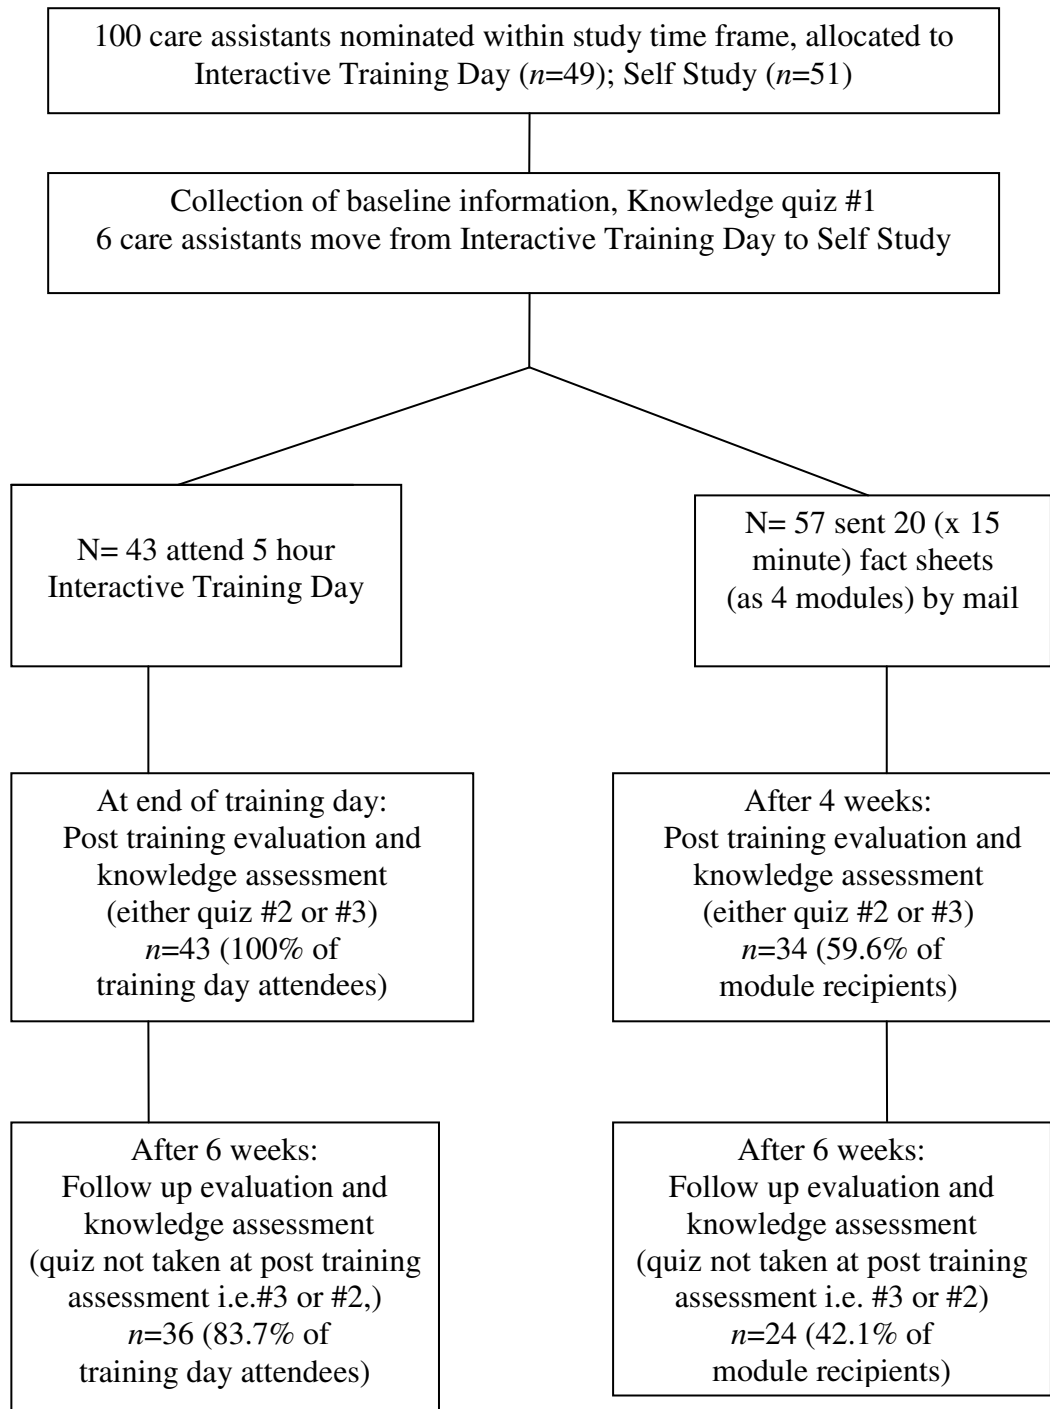 100 care assistants nominated within study time frame, allocated to
Interactive Training Day (n=49); Self Study (n=51)
Collection of baseline information, Knowledge quiz #1
6 care assistants move from Interactive Training Day to Self Study
N= 43 attend 5 hour
Interactive Training Day
N= 57 sent 20 (x 15
minute) fact sheets
(as 4 modules) by mail
At end of training day:
Post training evaluation and
knowledge assessment
(either quiz #2 or #3)
n=43 (100% of
training day attendees)
After 4 weeks:
Post training evaluation and
knowledge assessment
(either quiz #2 or #3)
n=34 (59.6% of
module recipients)
After 6 weeks:
Follow up evaluation and
knowledge assessment
(quiz not taken at post training
assessment i.e.#3 or #2,)
n=36 (83.7% of
training day attendees)
After 6 weeks:
Follow up evaluation and
knowledge assessment
(quiz not taken at post training
assessment i.e. #3 or #2)
n=24 (42.1% of
module recipients)